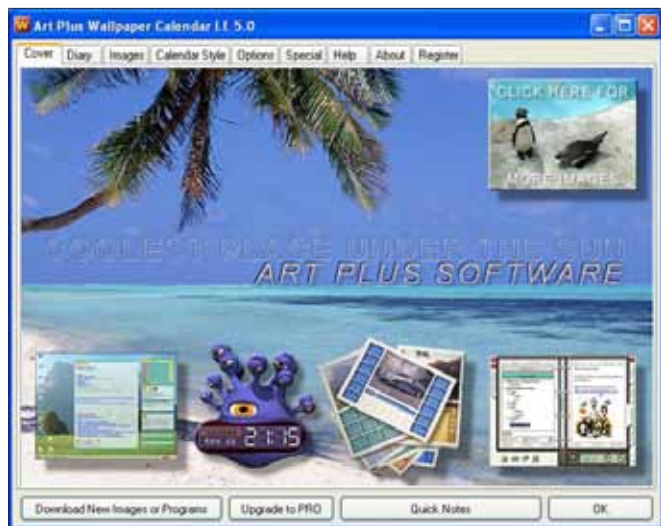 Art Plus Wallpaper Calendar I.f. 5.0
Cover Diary Images Calendar Style Options Special Help About Register
CLICK HERE FOR
MORE IMAGES
COOLEST PLACE UNDER THE SUN
ART PLUS SOFTWARE
21:15
Download New Images or Programs Upgrade to PRO Quick Notes OK